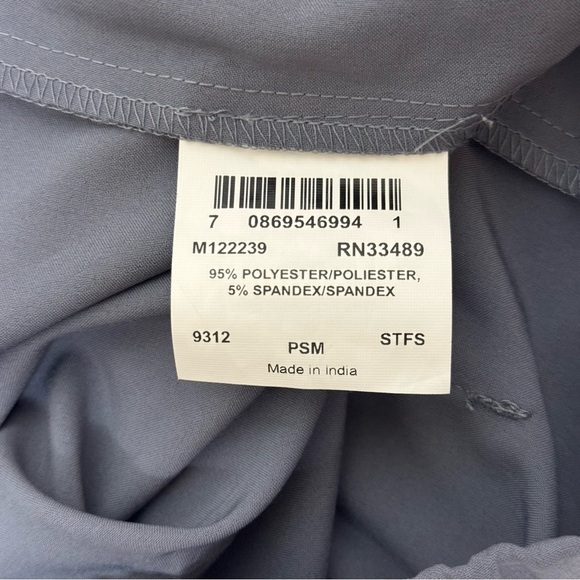 7 0869546994 1
M122239 RN33489
95% POLYESTER/POLIESTER,
5% SPANDEX/SPANDEX
9312 PSM STFS
Made in India